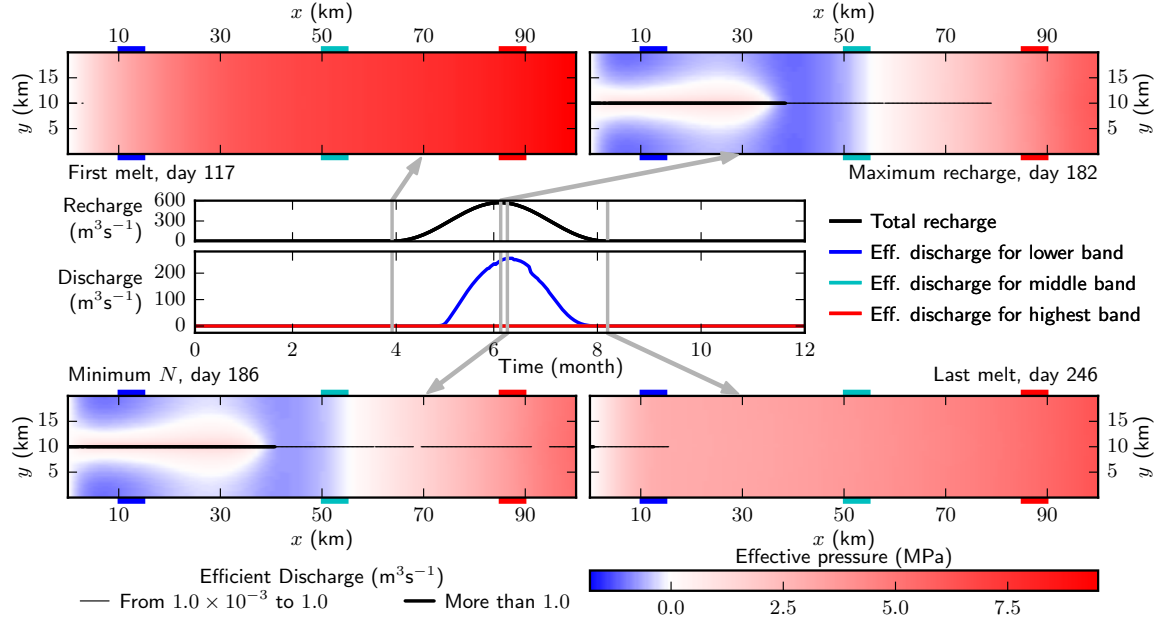 x (km) x (km)
10 30 50 70 90 10 30 50 70 90
y (km) 15 10 5 15 10 5 y (km)
First melt, day 117 Maximum recharge, day 182
Recharge (m³s⁻¹) 600 300 0
Discharge (m³s⁻¹) 200 100 0
Total recharge
Eff. discharge for lower band
Eff. discharge for middle band
Eff. discharge for highest band
0 2 4 6 8 10 12
Time (month)
Minimum N, day 186 Last melt, day 246
y (km) 15 10 5 15 10 5 y (km)
10 30 50 70 90 10 30 50 70 90
x (km) x (km)
Efficient Discharge (m³s⁻¹)
From 1.0 × 10⁻³ to 1.0 More than 1.0
Effective pressure (MPa)
0.0 2.5 5.0 7.5